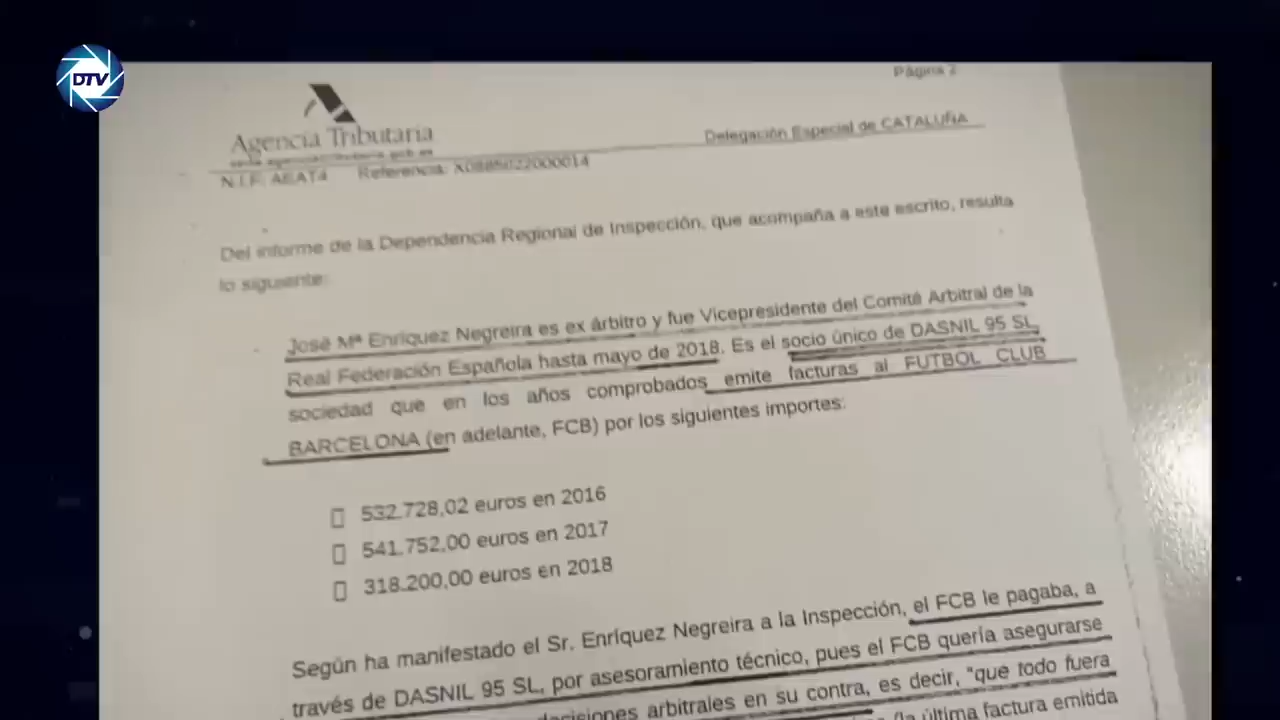 DTV
Página 2
Agencia Tributaria
Delegación Especial de CATALUÑA
N.I.F. AEAT4 Referencia: X0885022000014
Del informe de la Dependencia Regional de Inspección, que acompaña a este escrito, resulta
lo siguiente:
José Mª Enríquez Negreira es ex árbitro y fue Vicepresidente del Comité Arbitral de la
Real Federación Española hasta mayo de 2018. Es el socio único de DASNIL 95 SL,
sociedad que en los años comprobados emite facturas al FUTBOL CLUB
BARCELONA (en adelante, FCB) por los siguientes importes:
532.728,02 euros en 2016
541.752,00 euros en 2017
318.200,00 euros en 2018
Según ha manifestado el Sr. Enríquez Negreira a la Inspección, el FCB le pagaba, a
través de DASNIL 95 SL, por asesoramiento técnico, pues el FCB quería asegurarse
decisiones arbitrales en su contra, es decir, "que todo fuera
(la última factura emitida